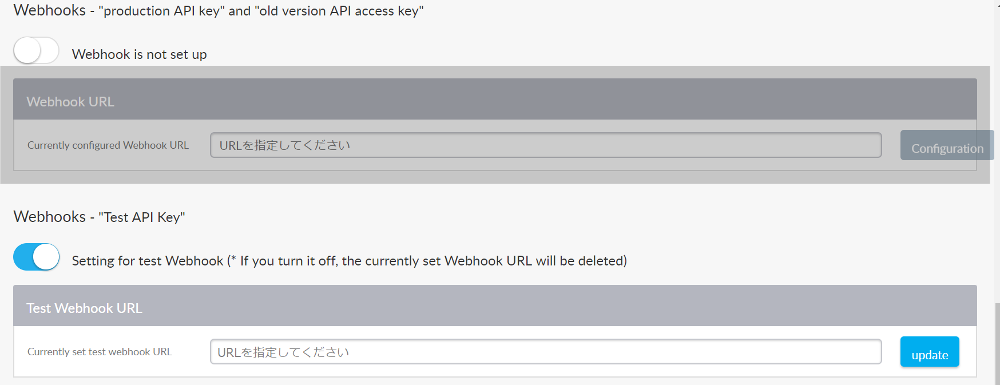 Webhooks - "production API key" and "old version API access key"
Webhook is not set up
Webhook URL
Currently configured Webhook URL
URLを指定してください
Configuration
Webhooks - "Test API Key"
Setting for test Webhook (* If you turn it off, the currently set Webhook URL will be deleted)
Test Webhook URL
Currently set test webhook URL
URLを指定してください
update